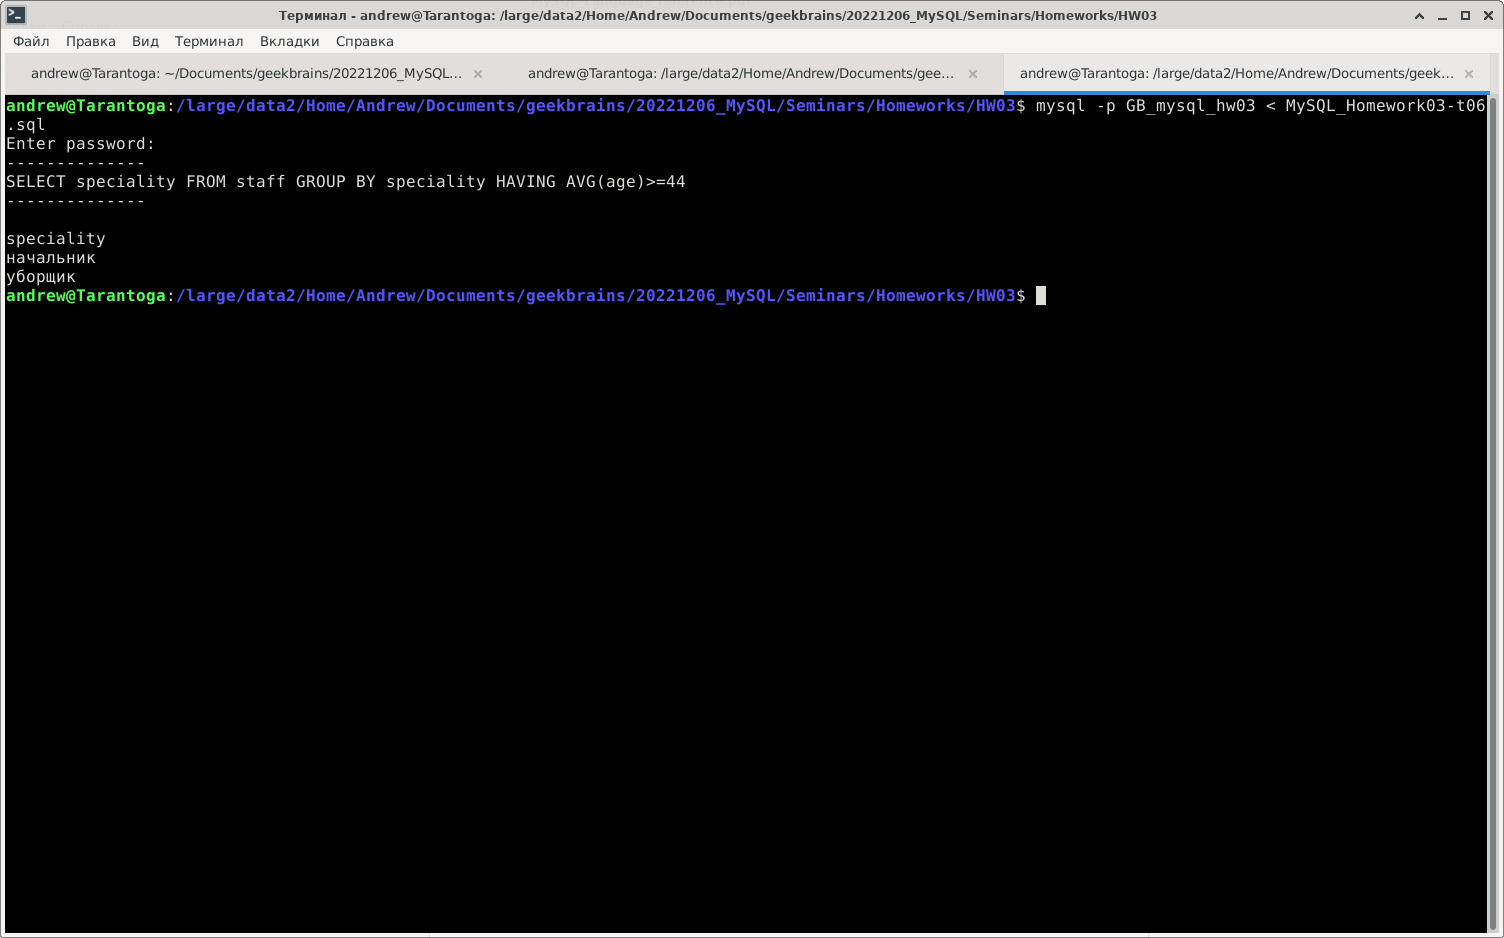 Терминал - andrew@Tarantoga: /large/data2/Home/Andrew/Documents/geekbrains/20221206_MySQL/Seminars/Homeworks/HW03
Файл Правка Вид Терминал Вкладки Справка
andrew@Tarantoga: ~/Documents/geekbrains/20221206_MySQL... andrew@Tarantoga: /large/data2/Home/Andrew/Documents/gee... andrew@Tarantoga: /large/data2/Home/Andrew/Documents/geek...
andrew@Tarantoga:/large/data2/Home/Andrew/Documents/geekbrains/20221206_MySQL/Seminars/Homeworks/HW03$ mysql -p GB_mysql_hw03 < MySQL_Homework03-t06
.sql
Enter password:
--------------
SELECT speciality FROM staff GROUP BY speciality HAVING AVG(age)>=44
--------------
speciality
начальник
уборщик
andrew@Tarantoga:/large/data2/Home/Andrew/Documents/geekbrains/20221206_MySQL/Seminars/Homeworks/HW03$